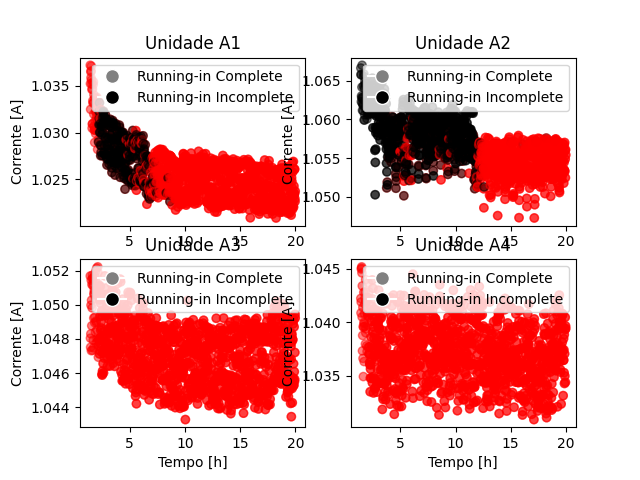 Unidade A1
Corrente [A]
1.035
1.030
1.025
5
10
15
20
Running-in Complete
Running-in Incomplete
Unidade A2
Corrente [A]
1.065
1.060
1.055
1.050
5
10
15
20
Running-in Complete
Running-in Incomplete
Unidade A3
Corrente [A]
1.052
1.050
1.048
1.046
1.044
5
10
15
20
Tempo [h]
Running-in Complete
Running-in Incomplete
Unidade A4
Corrente [A]
1.045
1.040
1.035
5
10
15
20
Tempo [h]
Running-in Complete
Running-in Incomplete